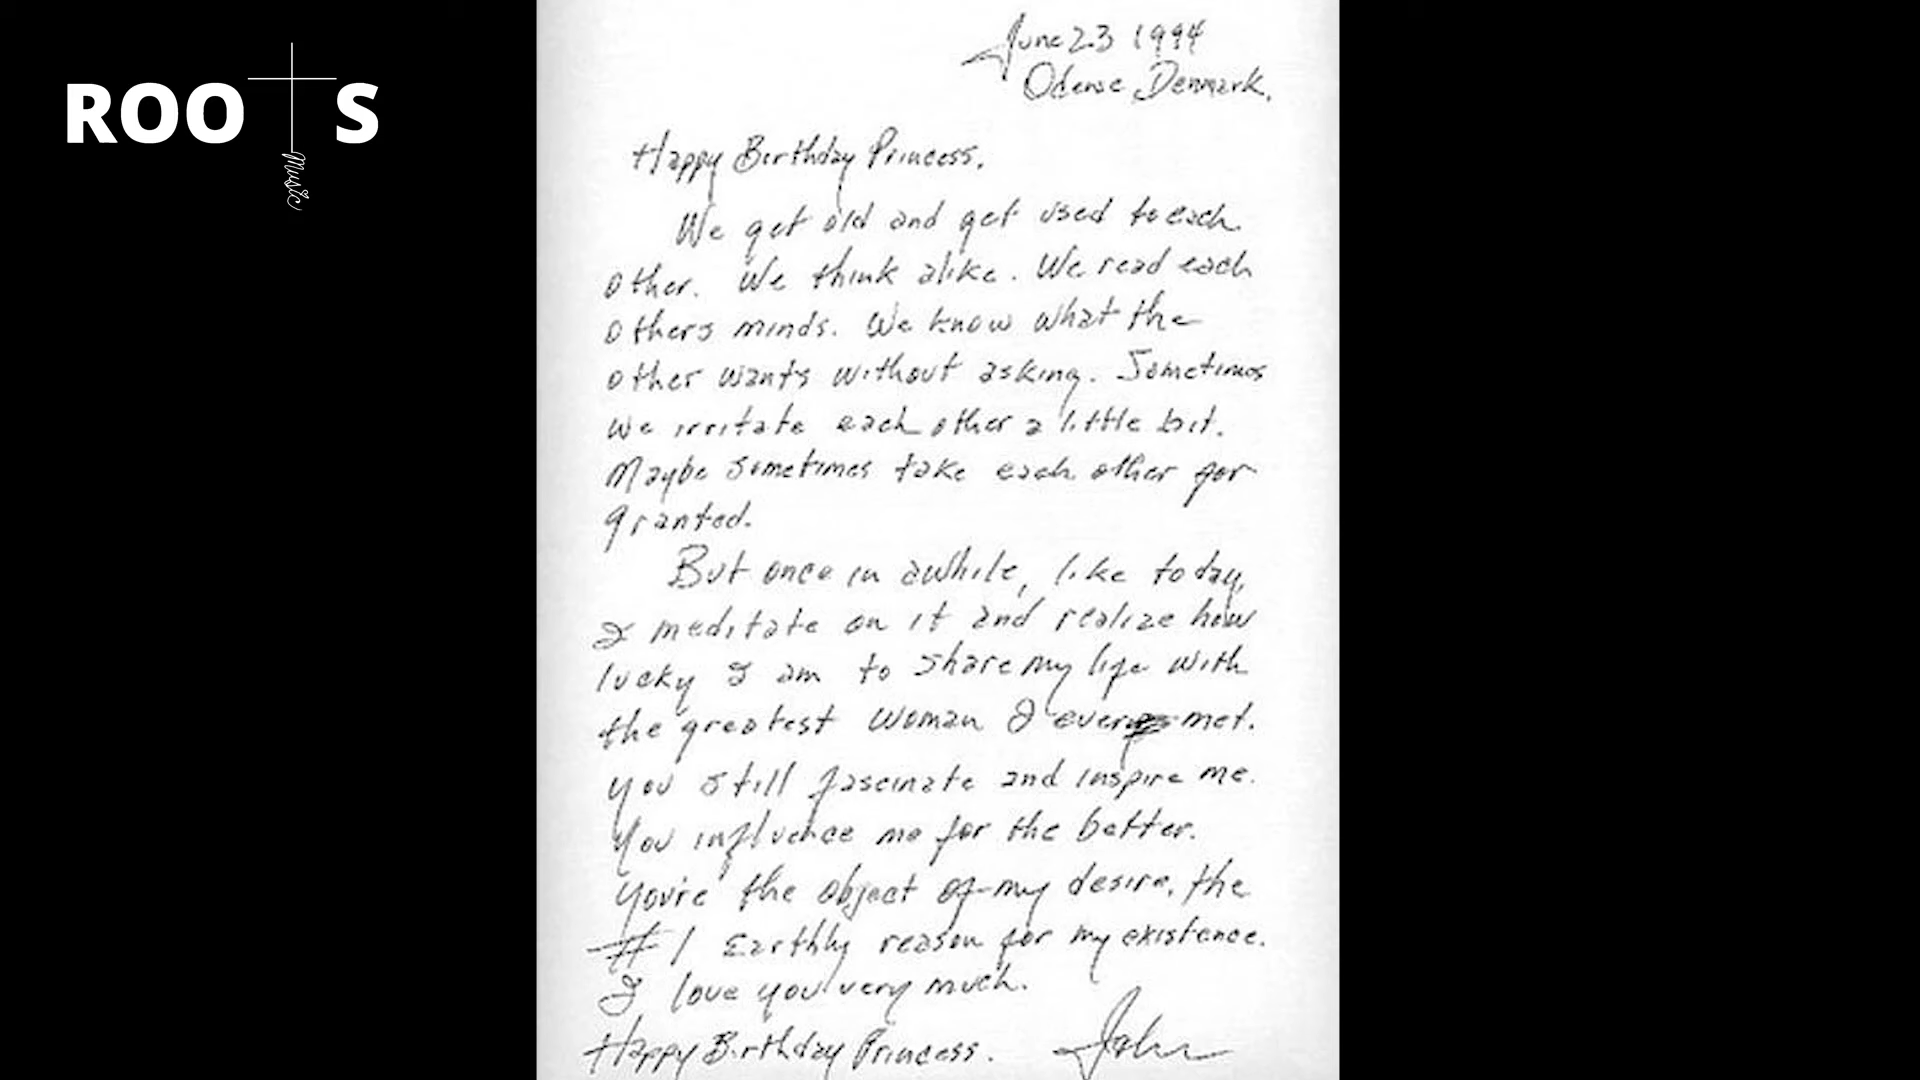 ROOTS
Music
June 23 1994
Odense, Denmark.
Happy Birthday Princess.
We get old and get used to each
other. We think alike. We read each
others minds. We know what the
other wants without asking. Sometimes
we irritate each other a little bit.
Maybe sometimes take each other for
granted.
But once in awhile, like today,
I meditate on it and realize how
lucky I am to share my life with
the greatest woman I ever met.
You still fascinate and inspire me.
You influence me for the better.
You're the object of my desire, the
#1 Earthly reason for my existence.
I love you very much.
Happy Birthday Princess.
John